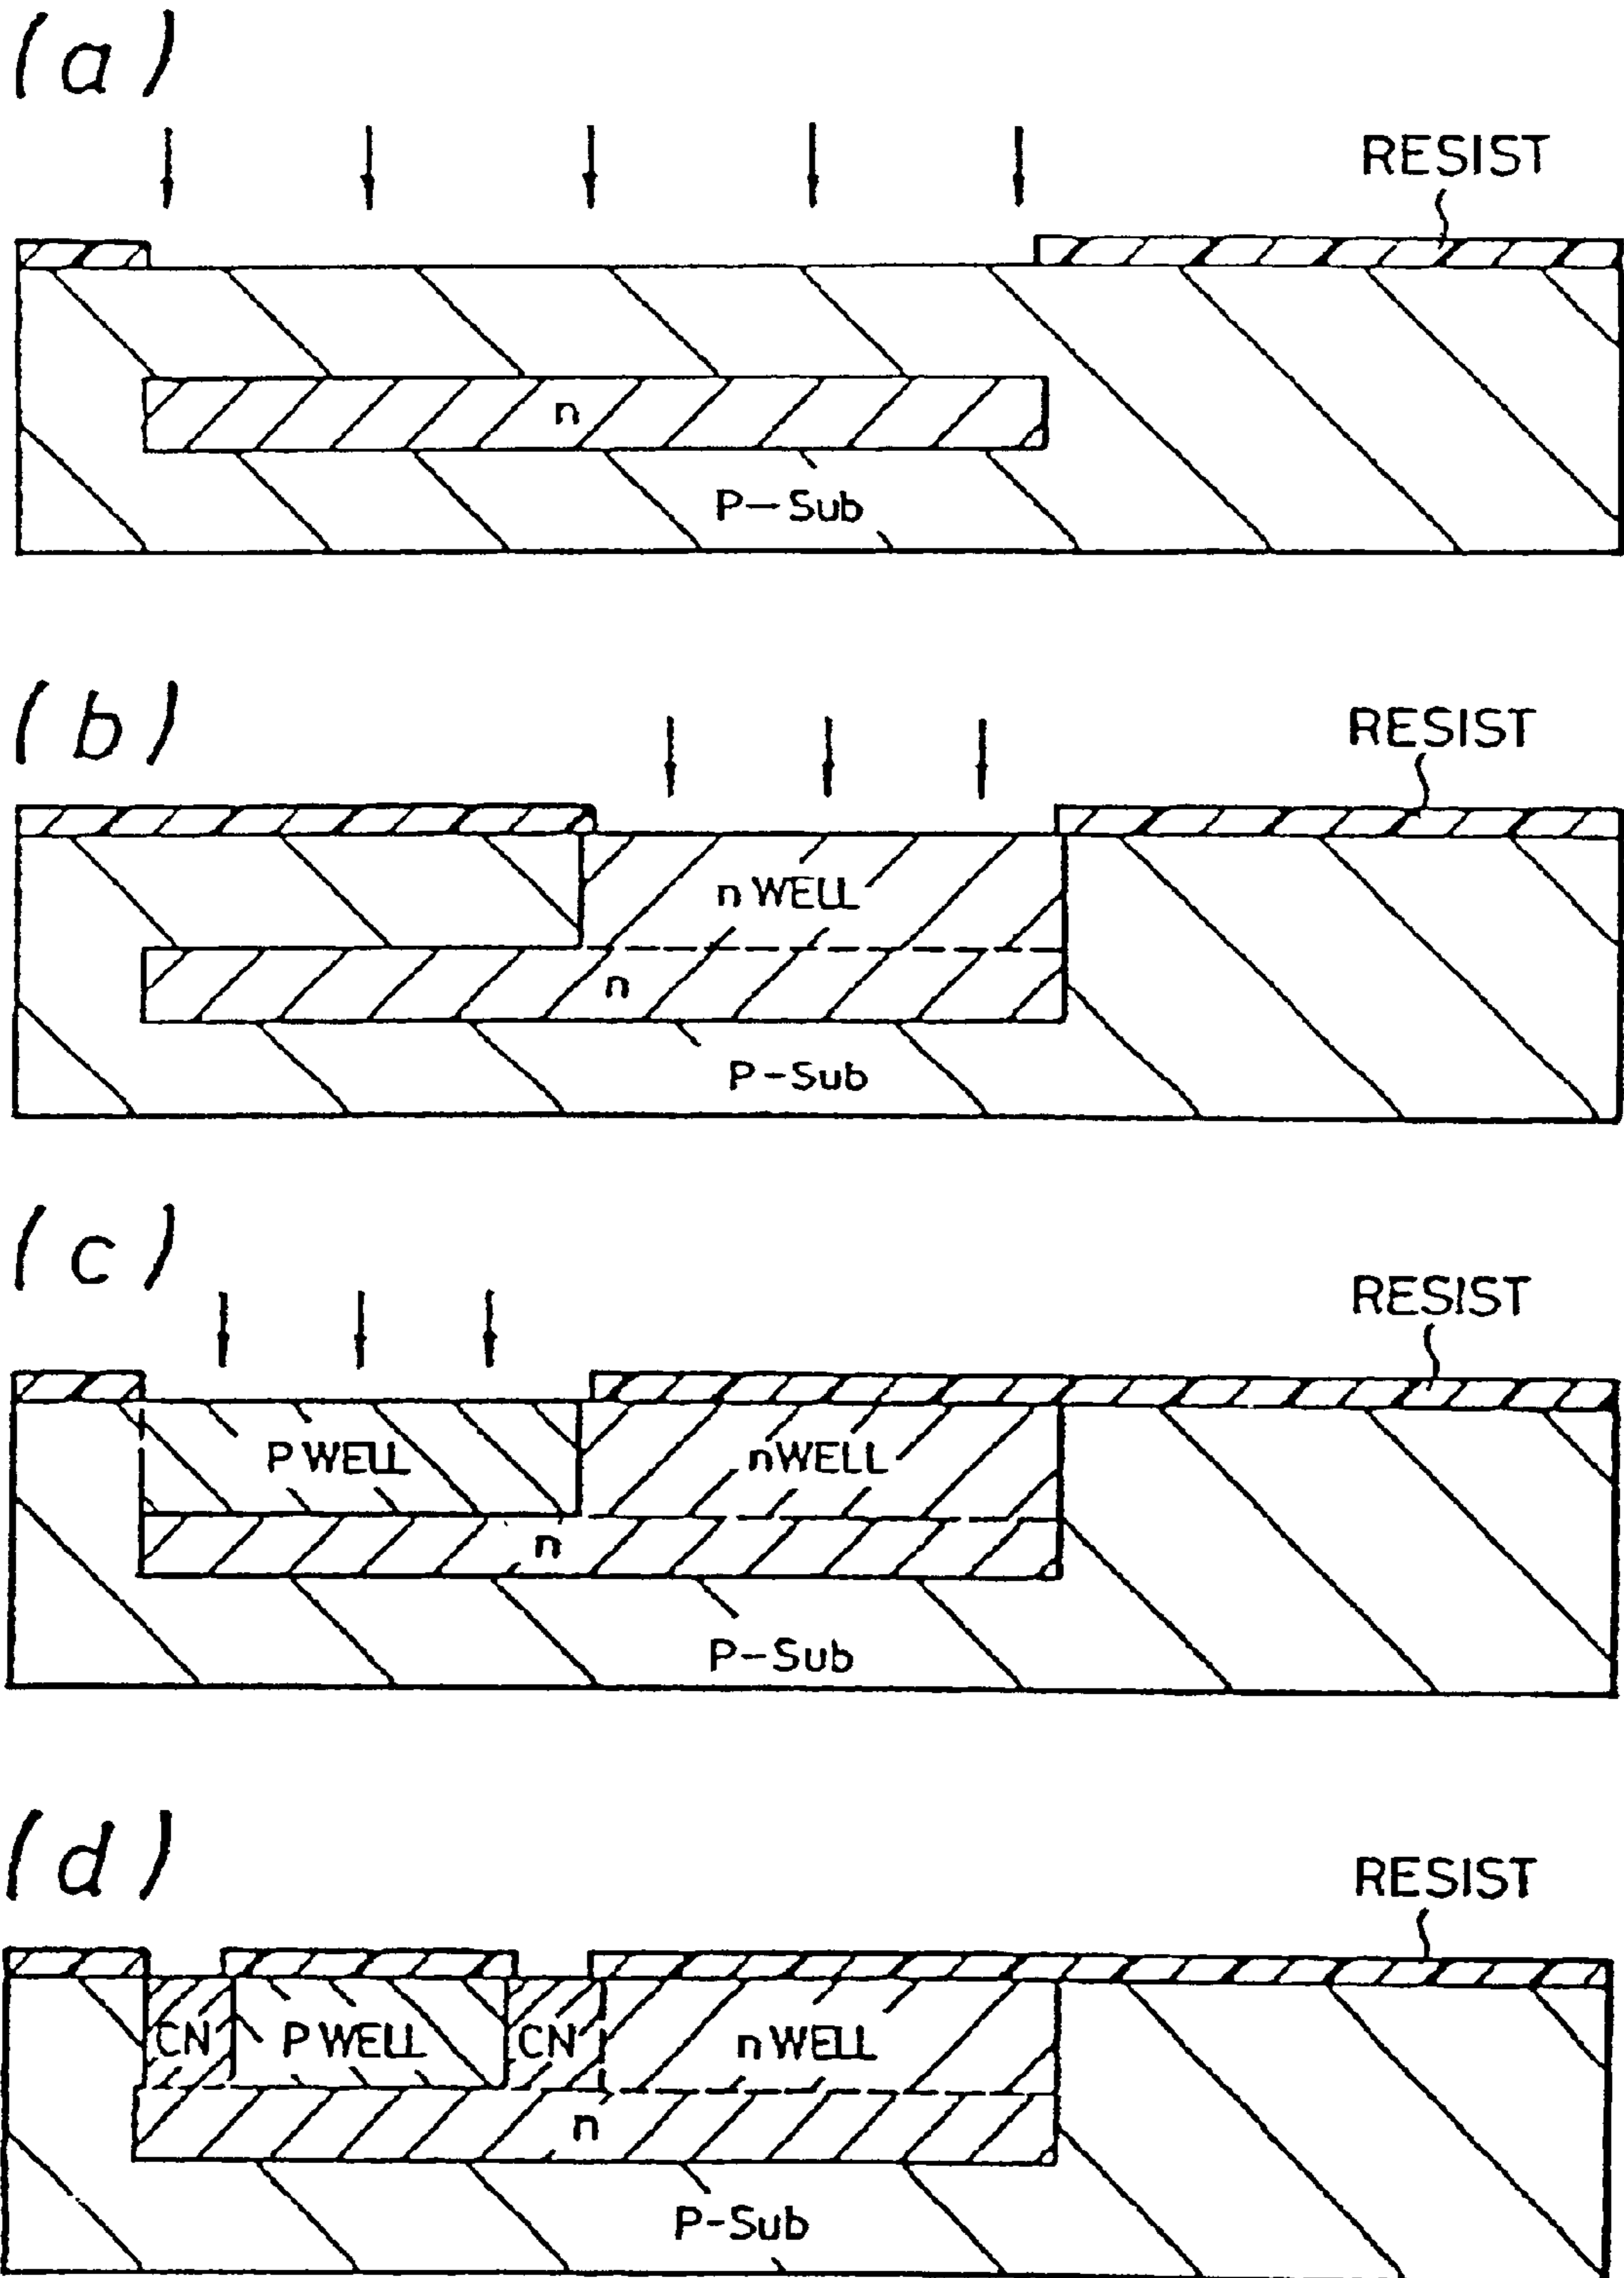 (a)
RESIST
n
P-Sub
(b)
RESIST
n WELL
n
P-Sub
(c)
RESIST
P WELL
nWELL
n
P-Sub
(d)
RESIST
CN P WELL CN n WELL
n
P-Sub